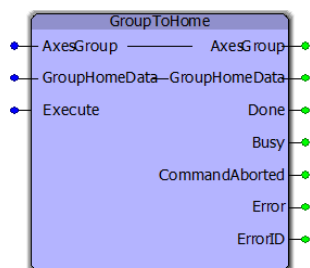 GroupToHome
AxesGroup AxesGroup
GroupHomeData GroupHomeData
Execute Done
Busy
CommandAborted
Error
ErrorID